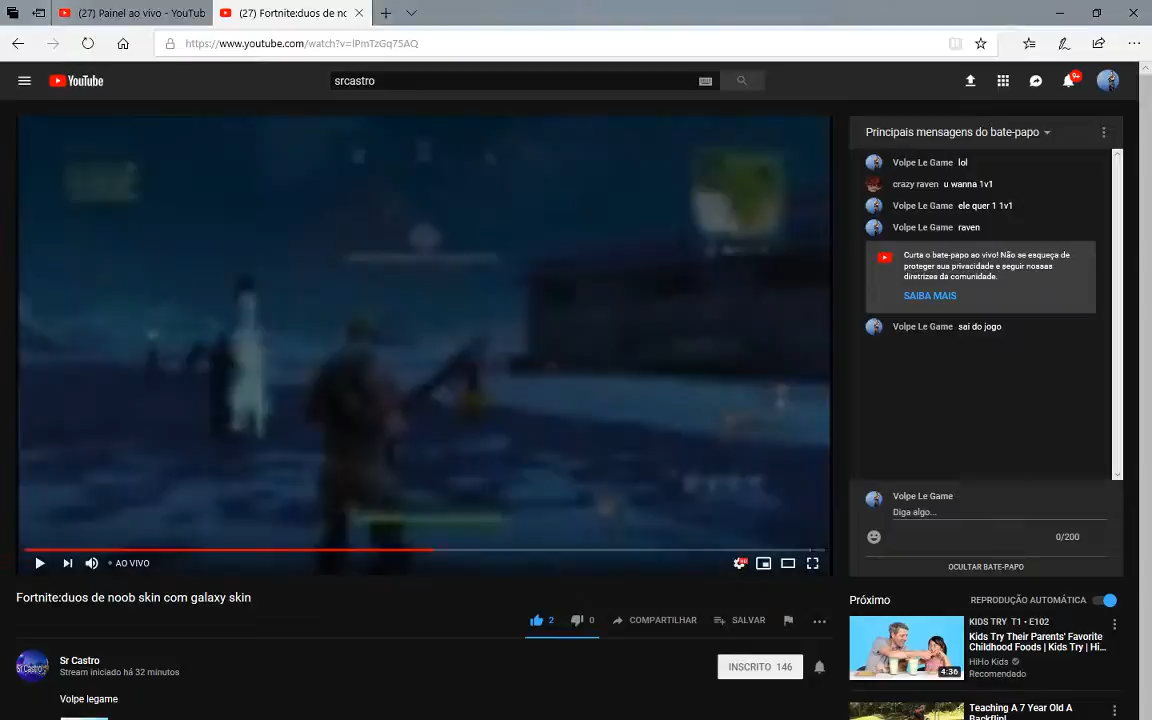 (27) Painel ao vivo - YouTub
(27) Fortnite:duos de no
https://www.youtube.com/watch?v=lPmTzGq75AQ
YouTube
srcastro
9+
Principais mensagens do bate-papo
Volpe Le Game lol
crazy raven u wanna 1v1
Volpe Le Game ele quer 1 1v1
Volpe Le Game raven
Curta o bate-papo ao vivo! Não se esqueça de
proteger sua privacidade e seguir nossas
diretrizes da comunidade.
SAIBA MAIS
Volpe Le Game sai do jogo
Volpe Le Game
Diga algo...
0/200
OCULTAR BATE-PAPO
AO VIVO
Fortnite:duos de noob skin com galaxy skin
2
0
COMPARTILHAR
SALVAR
Sr Castro
Stream iniciado há 32 minutos
INSCRITO 146
Volpe legame
Próximo
REPRODUÇÃO AUTOMÁTICA
KIDS TRY T1 • E102
Kids Try Their Parents' Favorite
Childhood Foods | Kids Try | Hi...
HiHo Kids
Recomendado
4:36
Teaching A 7 Year Old A
Backflip!